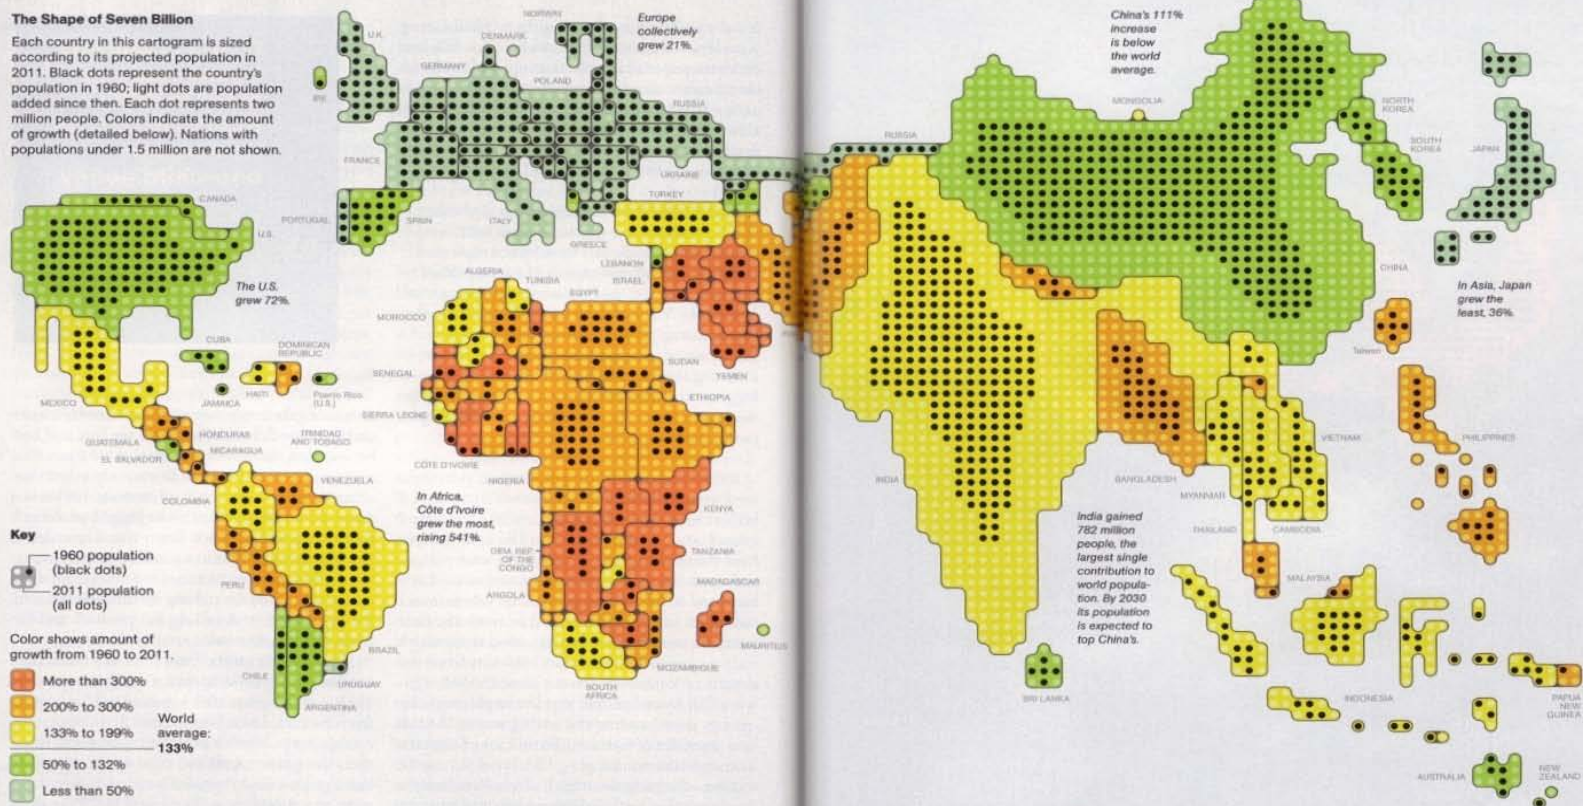 The Shape of Seven Billion
Each country in this cartogram is sized
according to its projected population in
2011. Black dots represent the country's
population in 1960; light dots are population
added since then. Each dot represents two
million people. Colors indicate the amount
of growth (detailed below). Nations with
populations under 1.5 million are not shown.
NORWAY
U.K.
DENMARK
GERMANY
POLAND
RUSSIA
IRE.
FRANCE
UKRAINE
TURKEY
PORTUGAL
SPAIN
ITALY
GREECE
Europe
collectively
grew 21%.
CANADA
U.S.
The U.S.
grew 72%.
CUBA
DOMINICAN
REPUBLIC
HAITI
JAMAICA
Puerto Rico
(U.S.)
MEXICO
GUATEMALA
HONDURAS
EL SALVADOR
NICARAGUA
TRINIDAD
AND TOBAGO
COLOMBIA
VENEZUELA
PERU
BRAZIL
CHILE
URUGUAY
ARGENTINA
LEBANON
ISRAEL
ALGERIA
TUNISIA
EGYPT
MOROCCO
SUDAN
YEMEN
SENEGAL
ETHIOPIA
SIERRA LEONE
CÔTE D'IVOIRE
NIGERIA
In Africa,
Côte d'Ivoire
grew the most,
rising 541%.
KENYA
DEM. REP.
OF THE
CONGO
TANZANIA
ANGOLA
MADAGASCAR
MAURITIUS
MOZAMBIQUE
SOUTH
AFRICA
Key
1960 population
(black dots)
2011 population
(all dots)
Color shows amount of
growth from 1960 to 2011.
More than 300%
200% to 300%
133% to 199%
World
average:
133%
50% to 132%
Less than 50%
China's 111%
increase
is below
the world
average.
MONGOLIA
RUSSIA
NORTH
KOREA
SOUTH
KOREA
JAPAN
CHINA
In Asia, Japan
grew the
least, 36%.
Taiwan
PHILIPPINES
VIETNAM
INDIA
BANGLADESH
MYANMAR
THAILAND
CAMBODIA
India gained
782 million
people, the
largest single
contribution to
world popula-
tion. By 2030
its population
is expected to
top China's.
MALAYSIA
SRI LANKA
INDONESIA
PAPUA
NEW
GUINEA
AUSTRALIA
NEW
ZEALAND